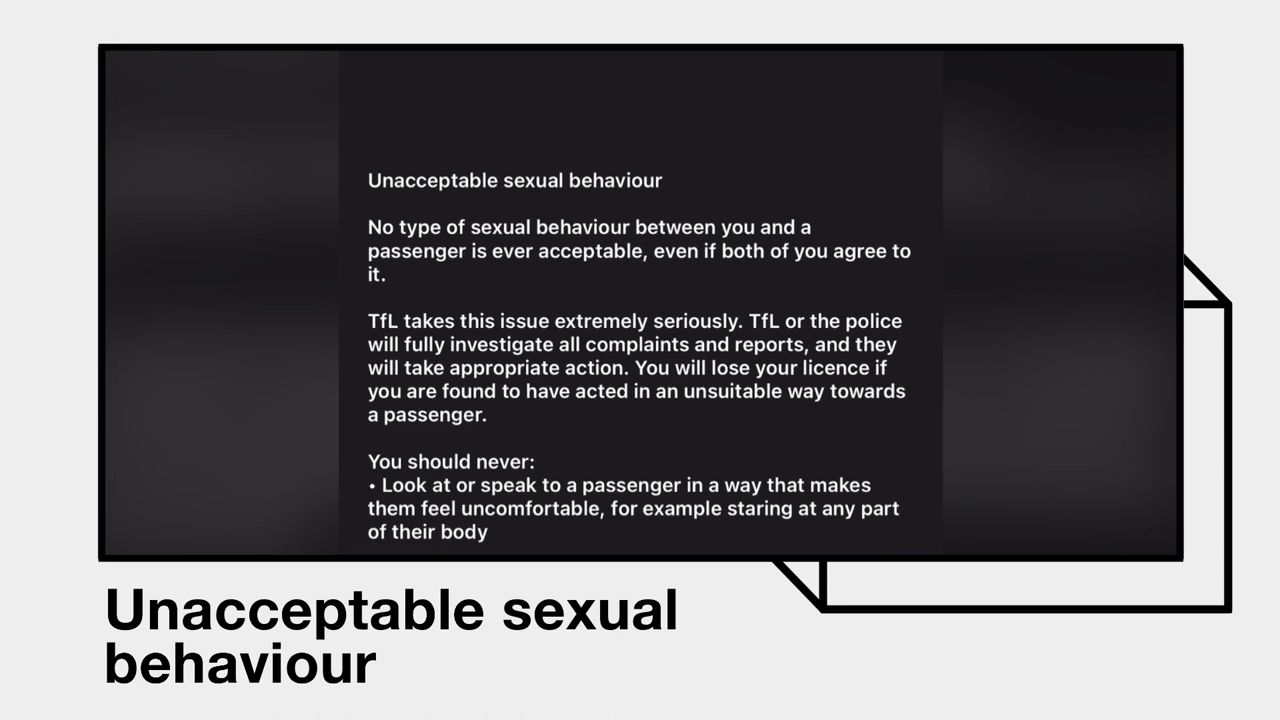 Unacceptable sexual behaviour
No type of sexual behaviour between you and a
passenger is ever acceptable, even if both of you agree to
it.
TfL takes this issue extremely seriously. TfL or the police
will fully investigate all complaints and reports, and they
will take appropriate action. You will lose your licence if
you are found to have acted in an unsuitable way towards
a passenger.
You should never:
• Look at or speak to a passenger in a way that makes
them feel uncomfortable, for example staring at any part
of their body
Unacceptable sexual
behaviour